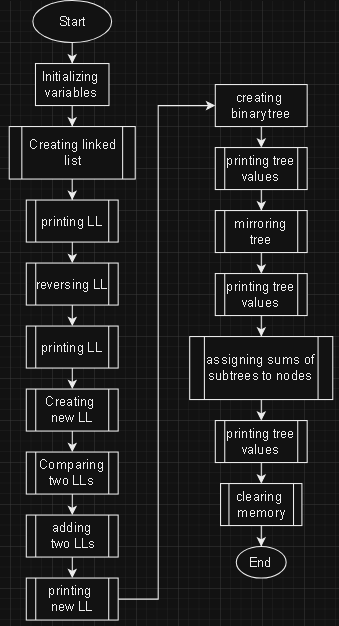 Start
Initializing
variables
Creating linked
list
printing LL
reversing LL
printing LL
Creating
new LL
Comparing
two LLs
adding
two LLs
printing
new LL
creating
binarytree
printing tree
values
mirroring
tree
printing tree
values
assigning sums of
subtrees to nodes
printing tree
values
clearing
memory
End